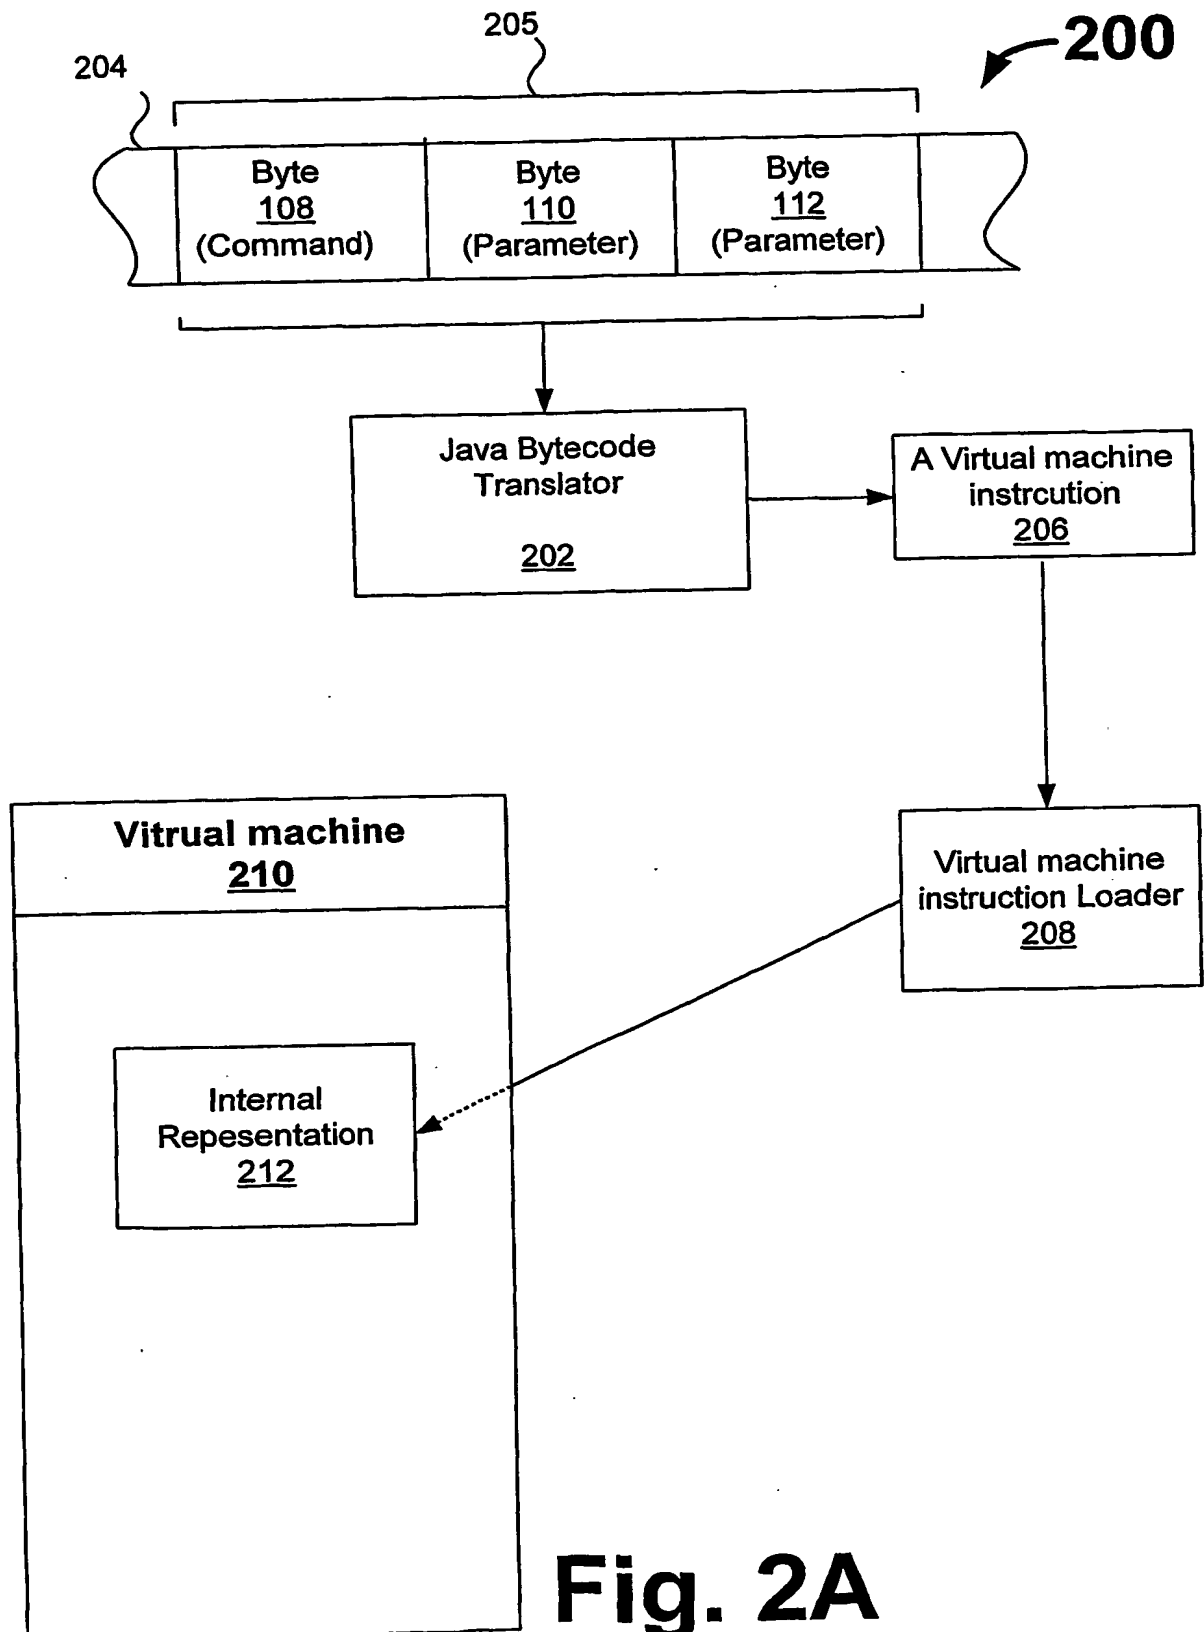 205
200
204
Byte
108
(Command)
Byte
110
(Parameter)
Byte
112
(Parameter)
Java Bytecode
Translator
202
A Virtual machine
instrcution
206
Vitrual machine
210
Virtual machine
instruction Loader
208
Internal
Repesentation
212
Fig. 2A